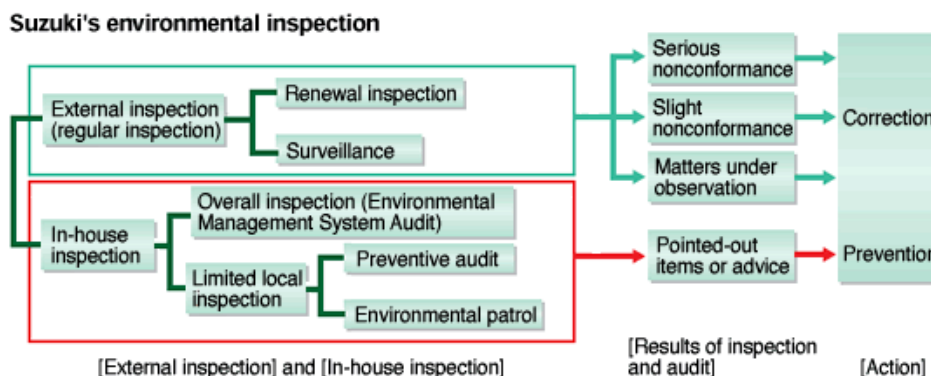 Suzuki's environmental inspection
External inspection
(regular inspection)
Renewal inspection
Surveillance
In-house
inspection
Overall inspection (Environmental
Management System Audit)
Limited local
inspection
Preventive audit
Environmental patrol
[External inspection] and [In-house inspection]
Serious
nonconformance
Slight
nonconformance
Matters under
observation
Pointed-out
items or advice
[Results of inspection
and audit]
Correction
Prevention
[Action]